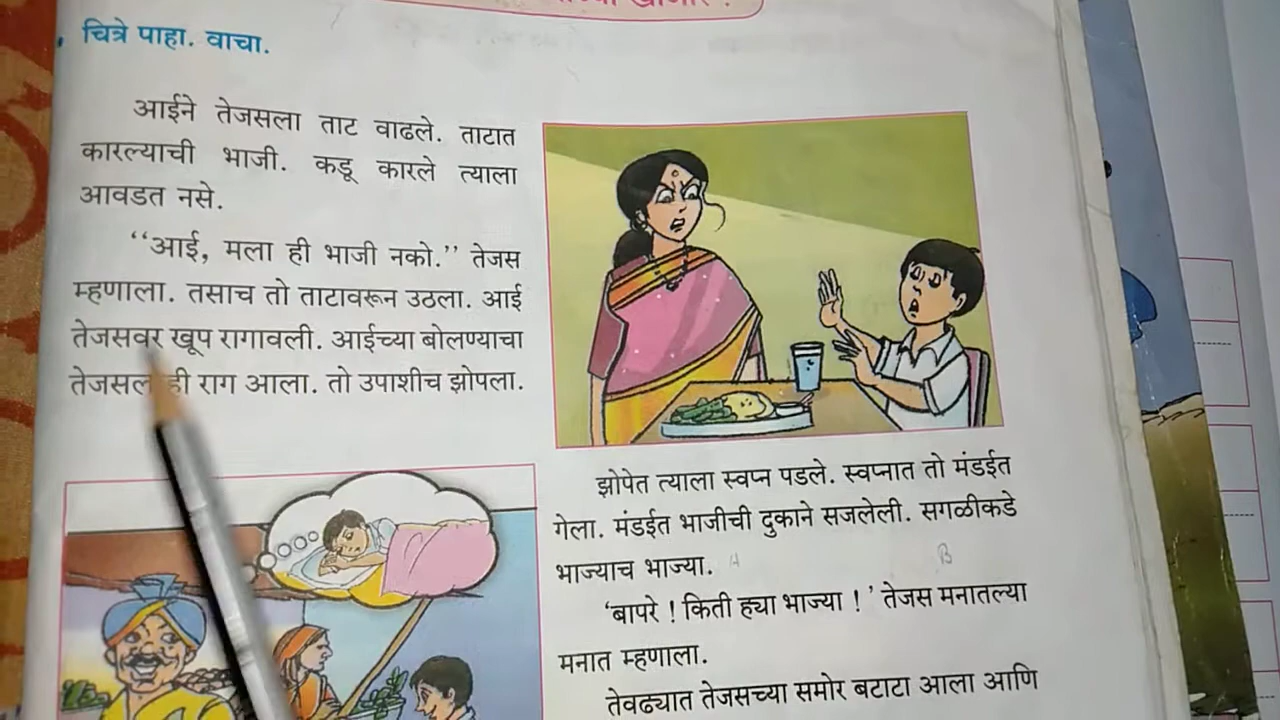 चित्रे पाहा. वाचा.
आईने तेजसला ताट वाढले. ताटात
कारल्याची भाजी. कडू कारले त्याला
आवडत नसे.
“आई, मला ही भाजी नको.” तेजस
म्हणाला. तसाच तो ताटावरून उठला. आई
तेजसवर खूप रागावली. आईच्या बोलण्याचा
ही राग आला. तो उपाशीच झोपला.
झोपेत त्याला स्वप्न पडले. स्वप्नात तो मंडईत
गेला. मंडईत भाजीची दुकाने सजलेली. सगळीकडे
भाज्याच भाज्या. A B
‘बापरे ! किती ह्या भाज्या ! ’ तेजस मनातल्या
मनात म्हणाला.
तेवढ्यात तेजसच्या समोर बटाटा आला आणि